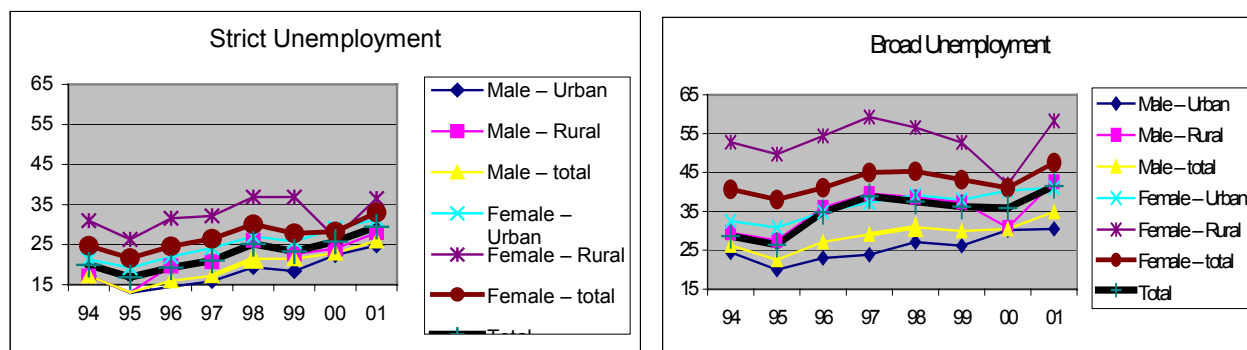 Strict Unemployment
65
55
45
35
25
15
94 95 96 97 98 99 00 01
Male – Urban
Male – Rural
Male – total
Female –
Urban
Female – Rural
Female – total
Total
Broad Unemployment
65
55
45
35
25
15
94 95 96 97 98 99 00 01
Male – Urban
Male – Rural
Male – total
Female – Urban
Female – Rural
Female – total
Total